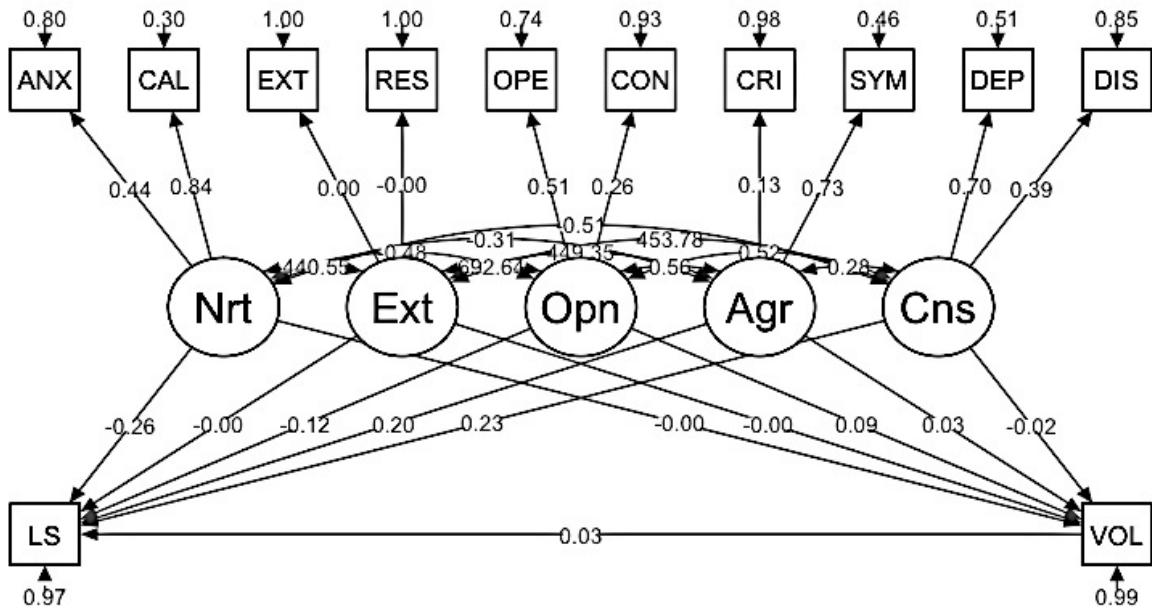 0.80 0.30 1.00 1.00 0.74 0.93 0.98 0.46 0.51 0.85
ANX CAL EXT RES OPE CON CRI SYM DEP DIS
0.44 0.84 0.00 -0.00 0.51 0.26 0.13 0.73 0.70 0.39
-0.51
-0.31 453.78
-0.48 449.35 0.52
440.55 692.64 0.56 0.28
Nrt Ext Opn Agr Cns
-0.26 -0.00 -0.12 0.20 0.23 -0.00 -0.00 0.09 0.03 -0.02
LS 0.03 VOL
0.97 0.99